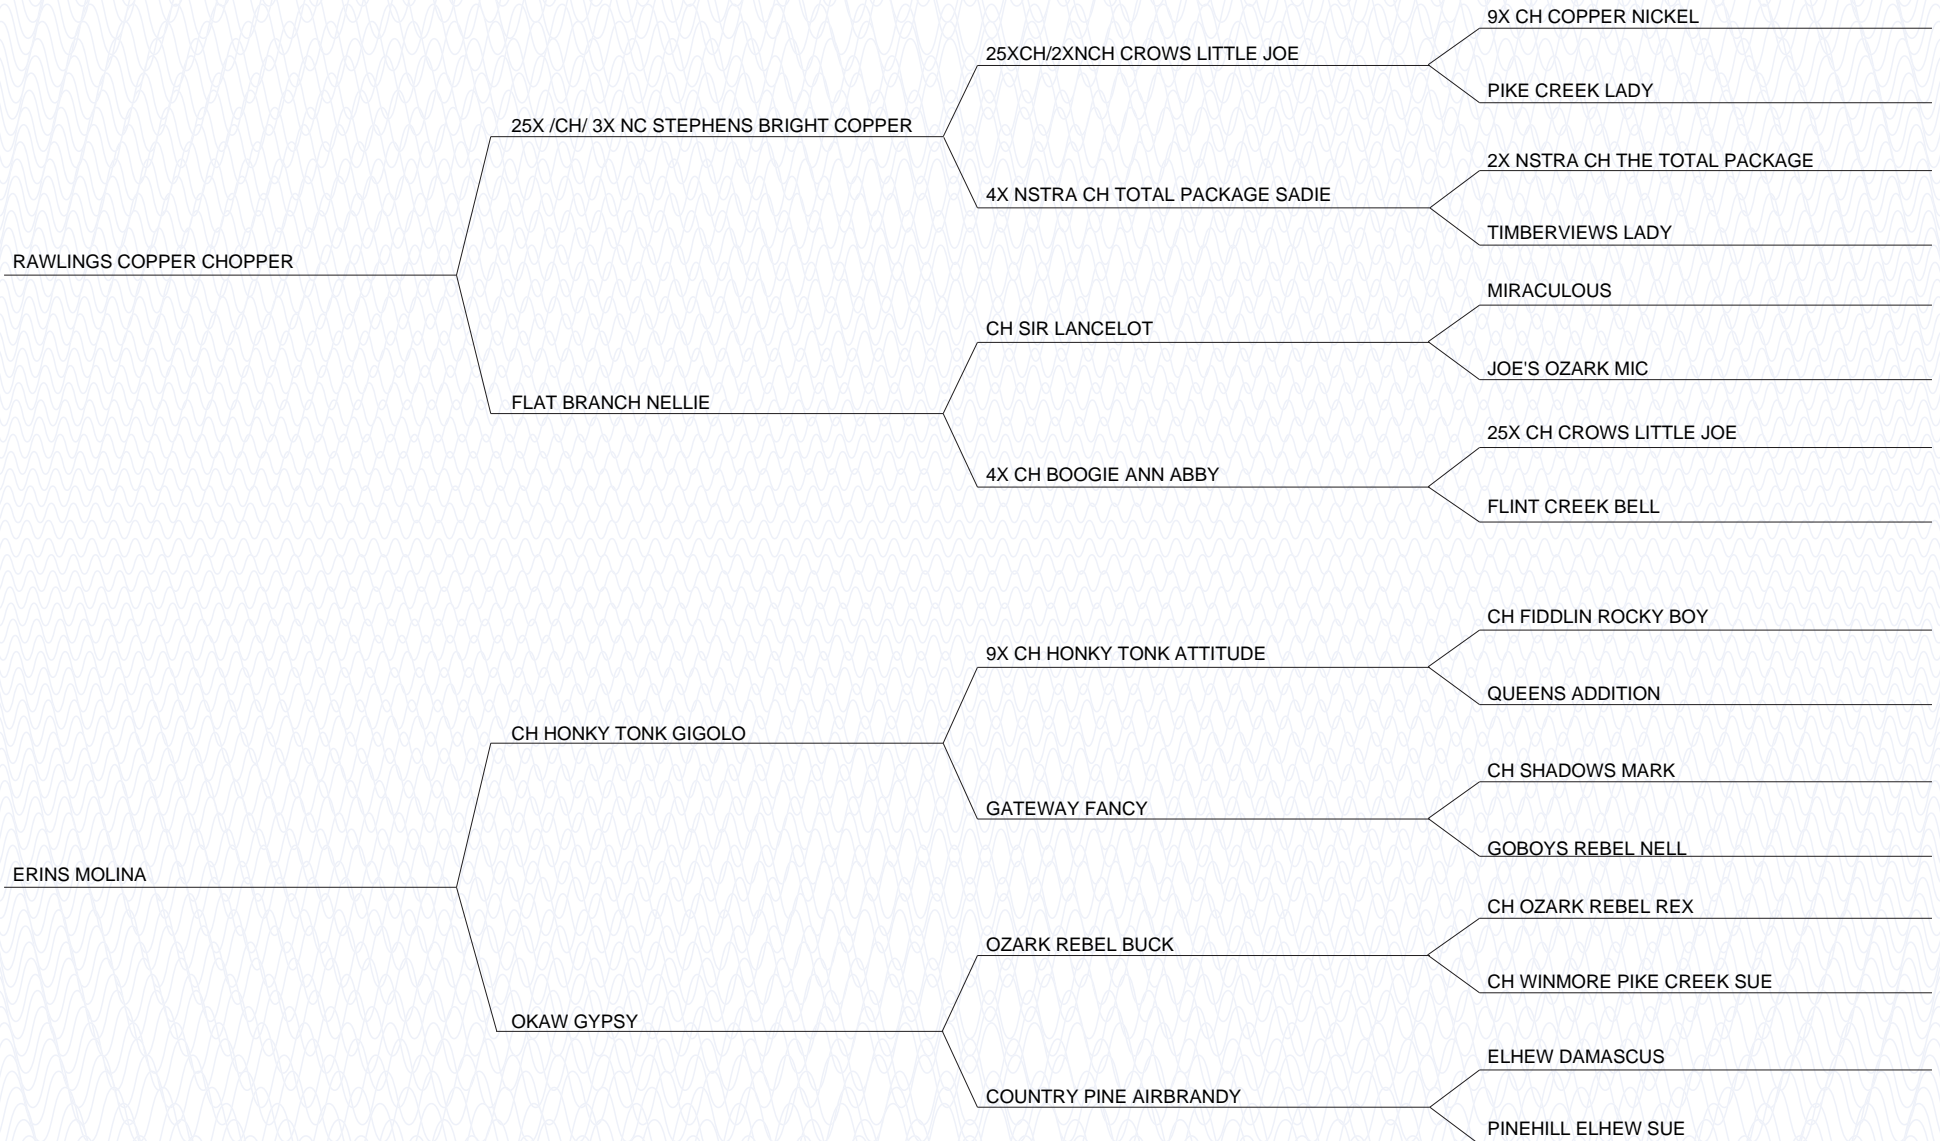 9X CH COPPER NICKEL
25XCH/2XNCH CROWS LITTLE JOE
PIKE CREEK LADY
25X /CH/ 3X NC STEPHENS BRIGHT COPPER
2X NSTRA CH THE TOTAL PACKAGE
4X NSTRA CH TOTAL PACKAGE SADIE
TIMBERVIEWS LADY
RAWLINGS COPPER CHOPPER
MIRACULOUS
CH SIR LANCELOT
JOE'S OZARK MIC
FLAT BRANCH NELLIE
25X CH CROWS LITTLE JOE
4X CH BOOGIE ANN ABBY
FLINT CREEK BELL
CH FIDDLIN ROCKY BOY
9X CH HONKY TONK ATTITUDE
QUEENS ADDITION
CH HONKY TONK GIGOLO
CH SHADOWS MARK
GATEWAY FANCY
GOBOYS REBEL NELL
ERINS MOLINA
CH OZARK REBEL REX
OZARK REBEL BUCK
CH WINMORE PIKE CREEK SUE
OKAW GYPSY
ELHEW DAMASCUS
COUNTRY PINE AIRBRANDY
PINEHILL ELHEW SUE